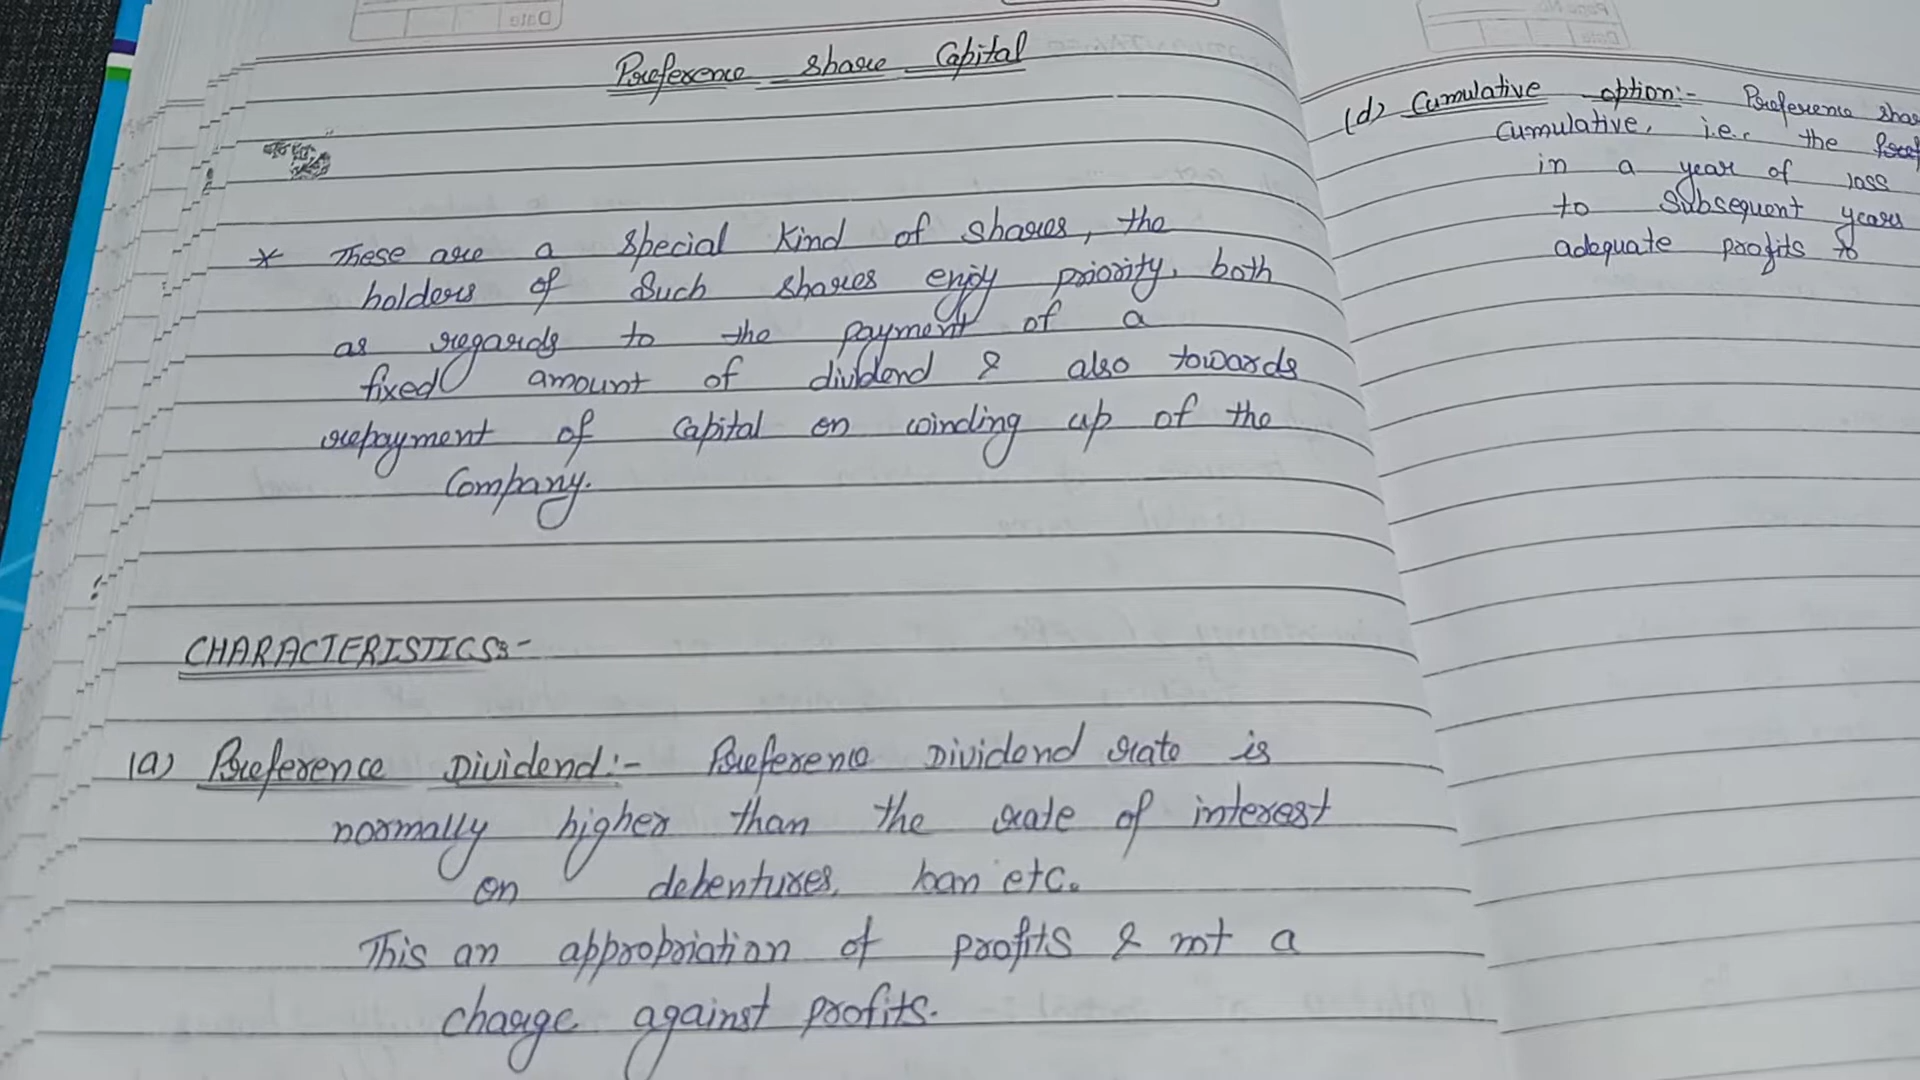 Preference Share Capital
* These are a special kind of shares, the
holders of such shares enjoy priority, both
as regards to the payment of a
fixed amount of dividend & also towards
repayment of Capital on winding up of the
Company.
CHARACTERISTICS:-
(a) Preference Dividend:- Preference Dividend rate is
normally higher than the rate of interest
on debentures, loan etc.
This an appropriation of profits & not a
charge against profits.
(d) Cumulative option:- Preference
Cumulative, i.e. the
in a year of loss
to Subsequent years
adequate profits to